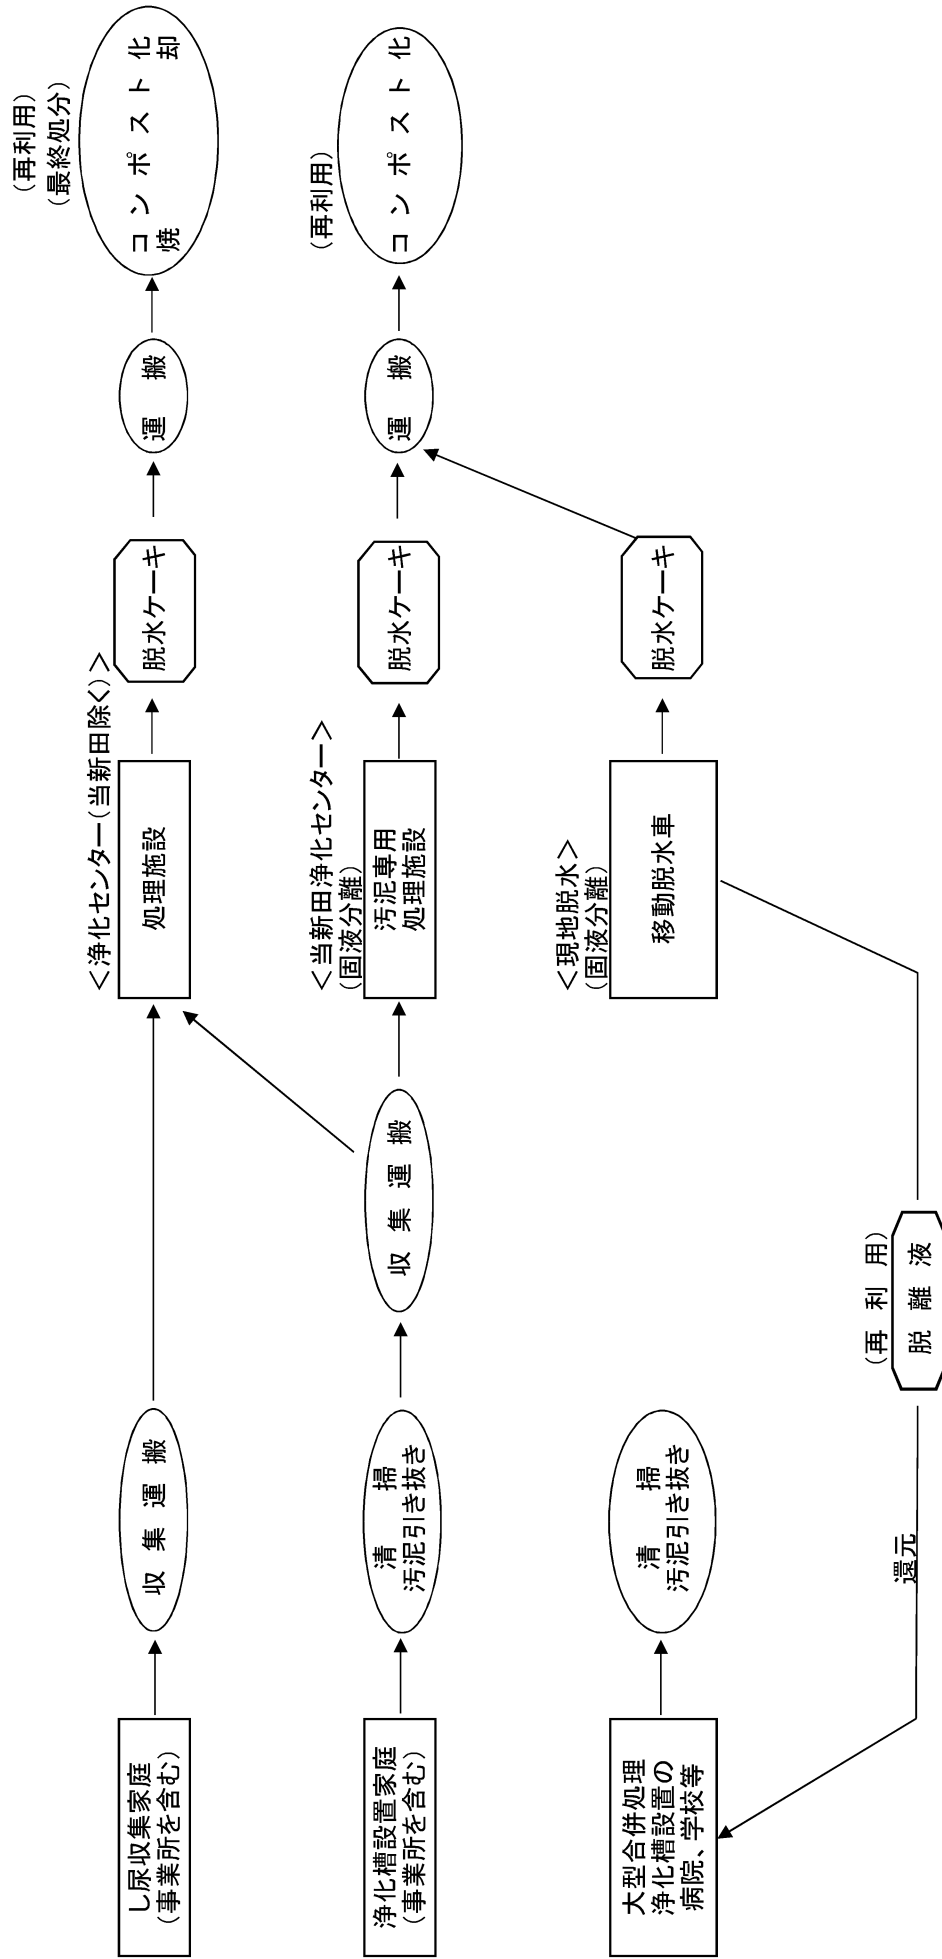 し尿収集家庭
(事業所を含む)
収集運搬
＜浄化センター(当新田除く)＞
処理施設
脱水ケーキ
運搬
(再利用)
(最終処分)
コンポスト化
焼却
浄化槽設置家庭
(事業所を含む)
清掃
汚泥引き抜き
収集運搬
＜当新田浄化センター＞
(固液分離)
汚泥専用
処理施設
脱水ケーキ
運搬
(再利用)
コンポスト化
大型合併処理
浄化槽設置の
病院、学校等
清掃
汚泥引き抜き
＜現地脱水＞
(固液分離)
移動脱水車
脱水ケーキ
還元
(再利用)
脱離液